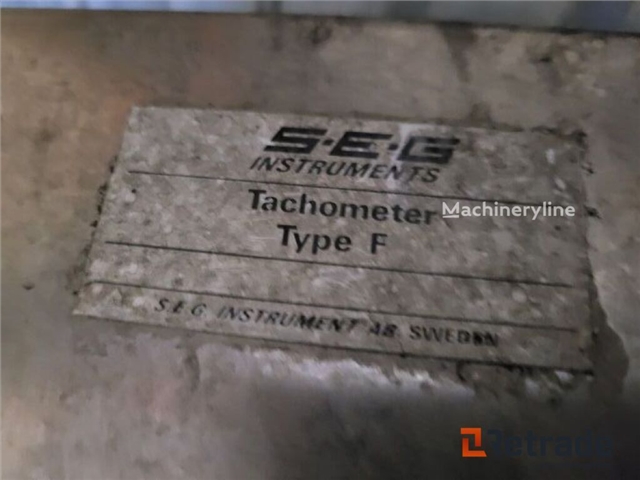 S·E·G
INSTRUMENTS
Tachometer
Machineryline
Type F
S.E.G. INSTRUMENT AB. SWEDEN
Retrade